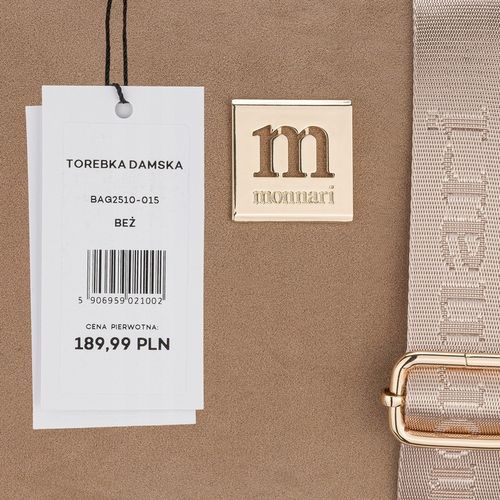 TOREBKA DAMSKA
BAG2510-015
BEŻ
5 906959 021002
CENA PIERWOTNA:
189,99 PLN
m
monnari